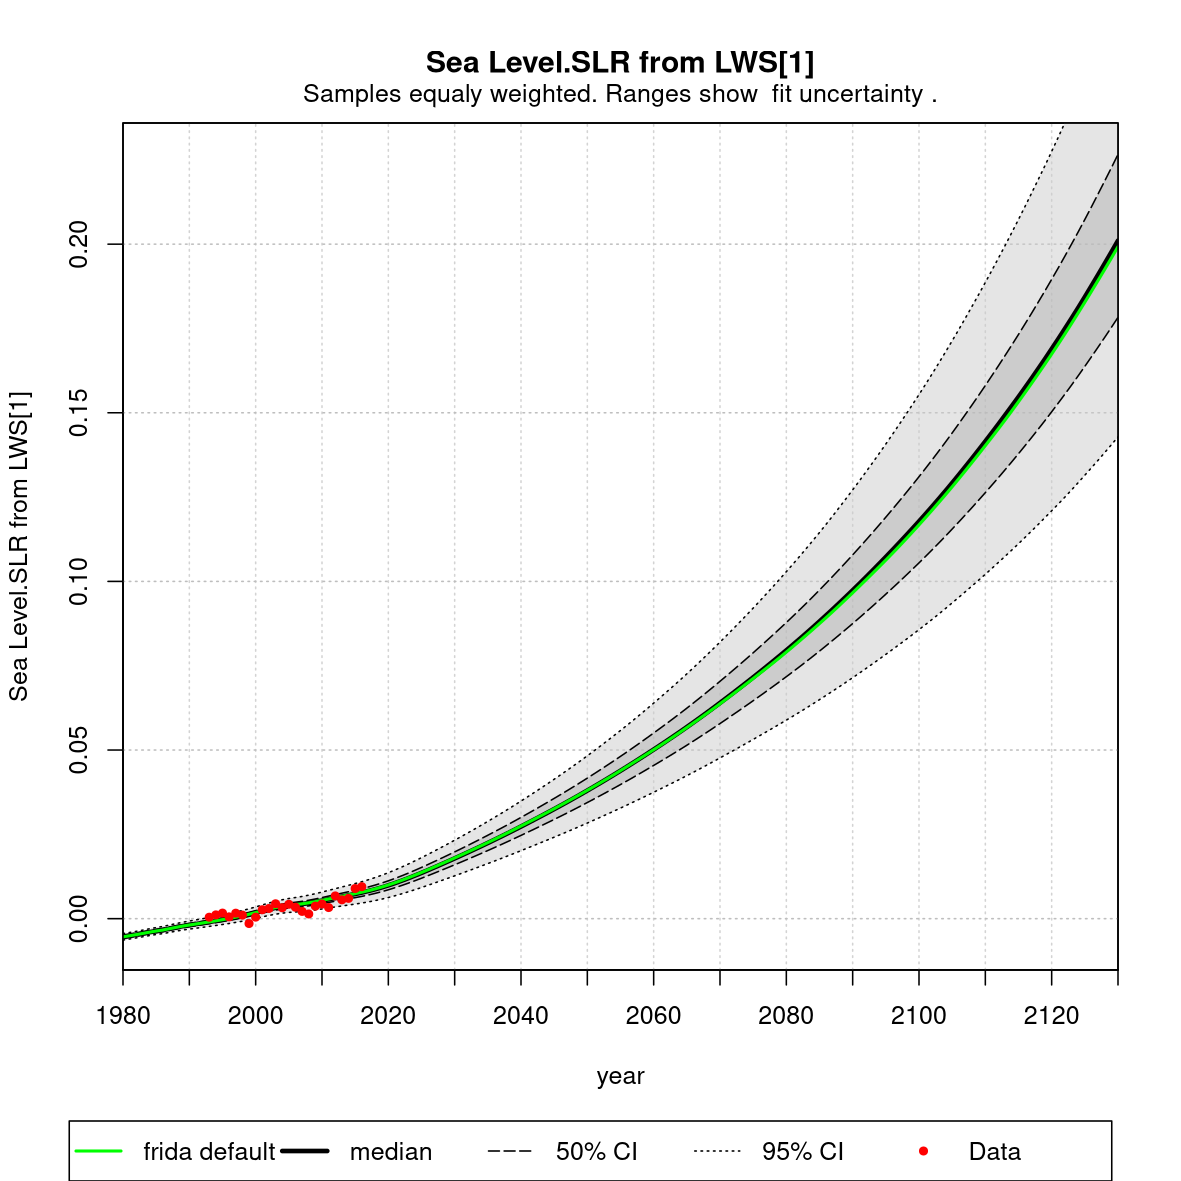 Sea Level.SLR from LWS[1]
Samples equaly weighted. Ranges show  fit uncertainty .
Sea Level.SLR from LWS[1]
0.20
0.15
0.10
0.05
0.00
1980 2000 2020 2040 2060 2080 2100 2120
year
frida default median 50% CI 95% CI Data